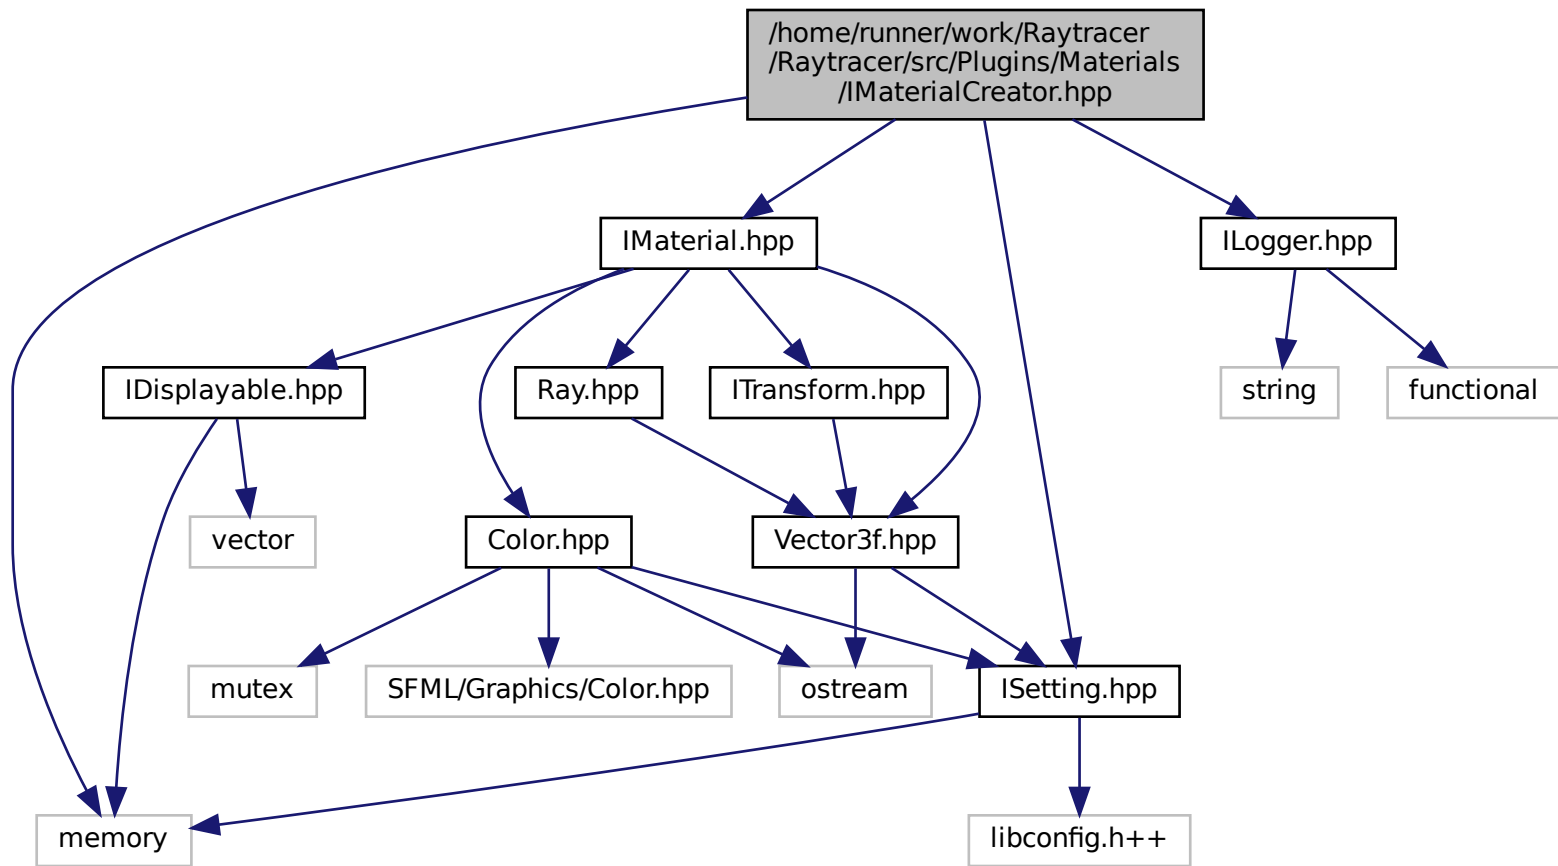 /home/runner/work/Raytracer
/Raytracer/src/Plugins/Materials
/IMaterialCreator.hpp
IMaterial.hpp
ILogger.hpp
IDisplayable.hpp
Ray.hpp
ITransform.hpp
string
functional
vector
Color.hpp
Vector3f.hpp
mutex
SFML/Graphics/Color.hpp
ostream
ISetting.hpp
memory
libconfig.h++